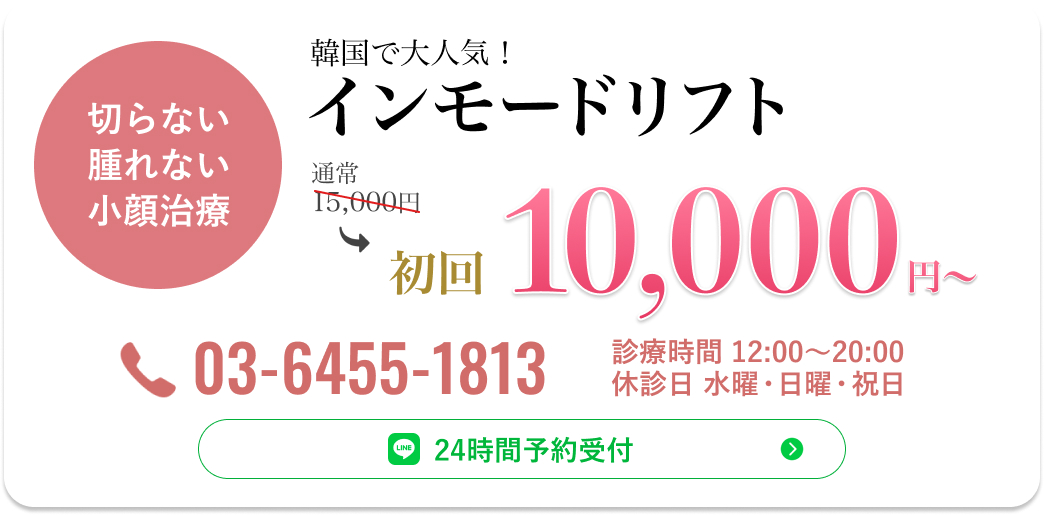 切らない
腫れない
小顔治療
韓国で大人気！
インモードリフト
通常
15,000円
初回 10,000円～
03-6455-1813
診療時間 12:00～20:00
休診日 水曜・日曜・祝日
LINE 24時間予約受付